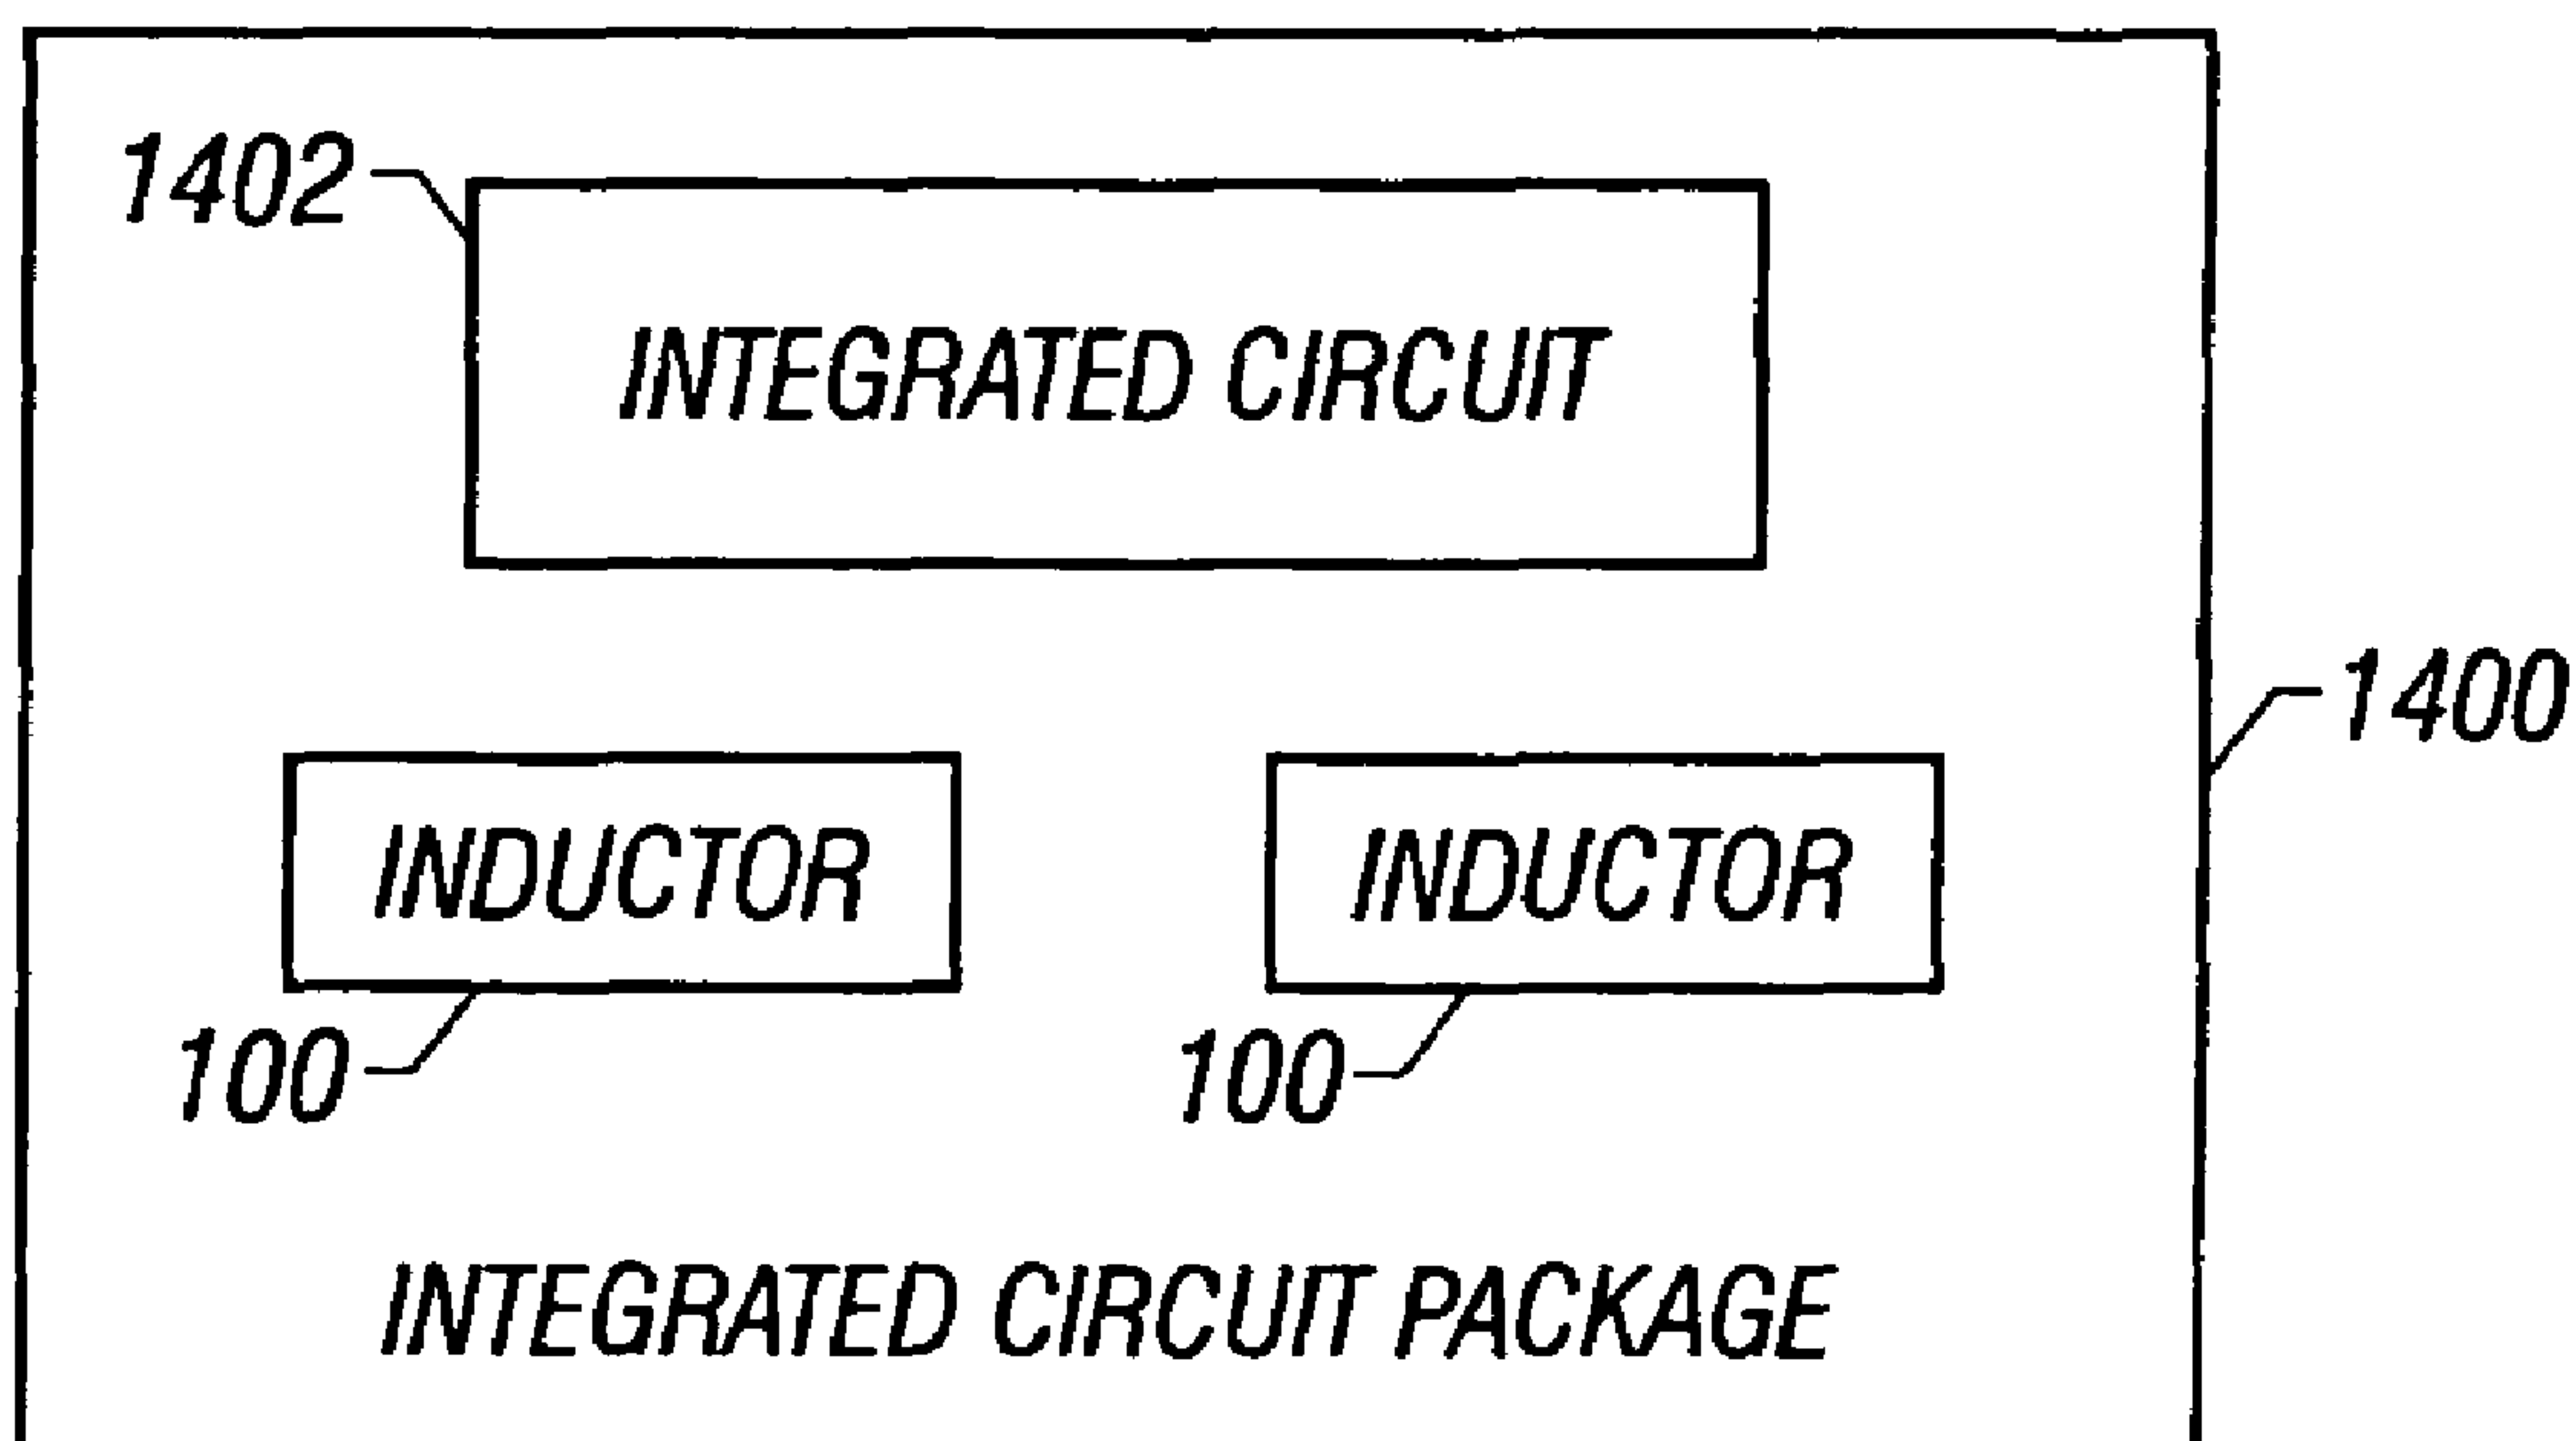 1402
INTEGRATED CIRCUIT
1400
INDUCTOR
INDUCTOR
100
100
INTEGRATED CIRCUIT PACKAGE